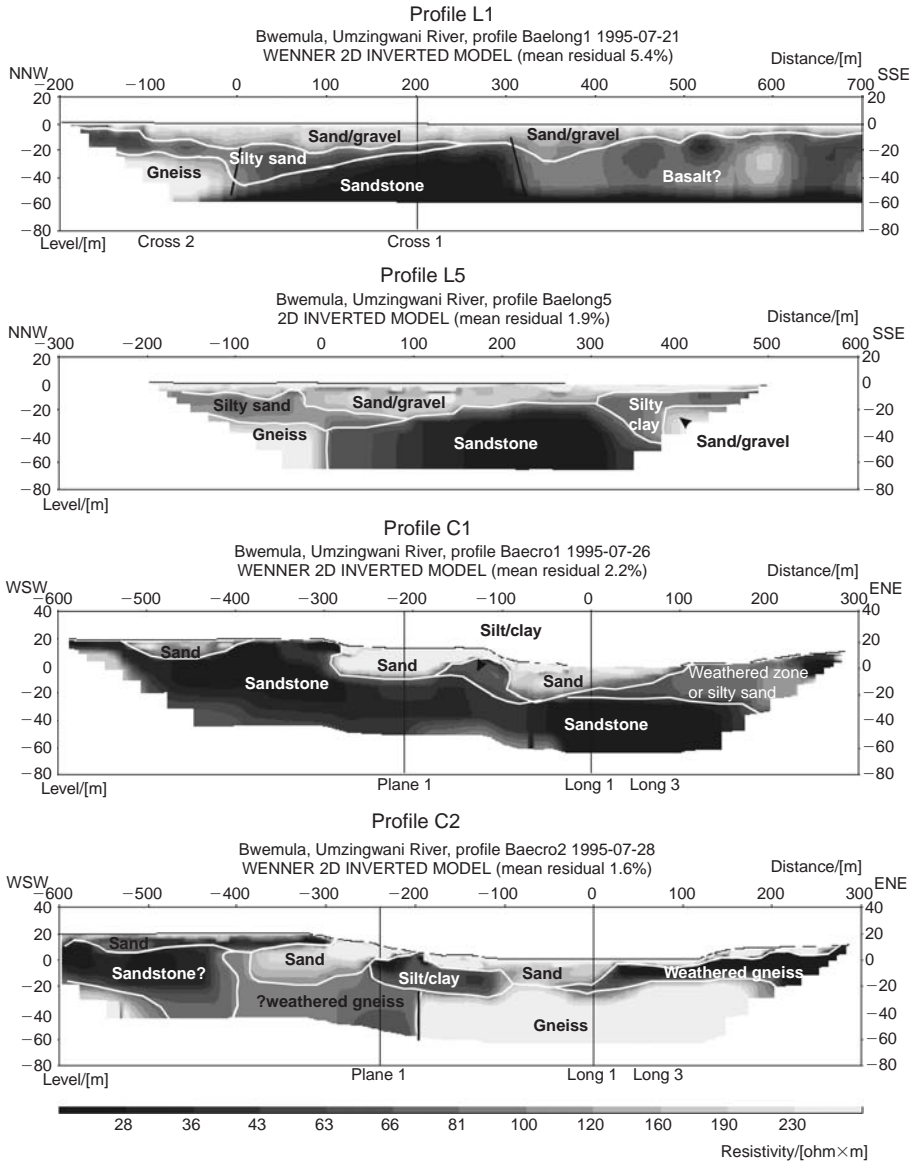 Profile L1
Bwemula, Umzingwani River, profile Baelong1 1995-07-21
WENNER 2D INVERTED MODEL (mean residual 5.4%)
Distance/[m]
NNW
SSE
−200 −100 0 100 200 300 400 500 600 700
20 20
0 0
−20 −20
−40 −40
−60 −60
−80 −80
Sand/gravel
Sand/gravel
Silty sand
Gneiss
Sandstone
Basalt?
Level/[m]
Cross 2
Cross 1
Profile L5
Bwemula, Umzingwani River, profile Baelong5
2D INVERTED MODEL (mean residual 1.9%)
Distance/[m]
NNW
SSE
−300 −200 −100 0 100 200 300 400 500 600
20 20
0 0
−20 −20
−40 −40
−60 −60
−80 −80
Silty sand
Sand/gravel
Silty
clay
Gneiss
Sandstone
Sand/gravel
Level/[m]
Profile C1
Bwemula, Umzingwani River, profile Baecro1 1995-07-26
WENNER 2D INVERTED MODEL (mean residual 2.2%)
Distance/[m]
WSW
ENE
−600 −500 −400 −300 −200 −100 0 100 200 300
40 40
20 20
0 0
−20 −20
−40 −40
−60 −60
−80 −80
Silt/clay
Sand
Sand
Sandstone
Sand
Weathered zone
or silty sand
Sandstone
Level/[m]
Plane 1
Long 1
Long 3
Profile C2
Bwemula, Umzingwani River, profile Baecro2 1995-07-28
WENNER 2D INVERTED MODEL (mean residual 1.6%)
Distance/[m]
WSW
ENE
−600 −500 −400 −300 −200 −100 0 100 200 300
40 40
20 20
0 0
−20 −20
−40 −40
−60 −60
−80 −80
Sand
Sand
Sandstone?
Silt/clay
Sand
Weathered gneiss
?weathered gneiss
Gneiss
Level/[m]
Plane 1
Long 1
Long 3
28 36 43 63 66 81 100 120 160 190 230
Resistivity/[ohm×m]